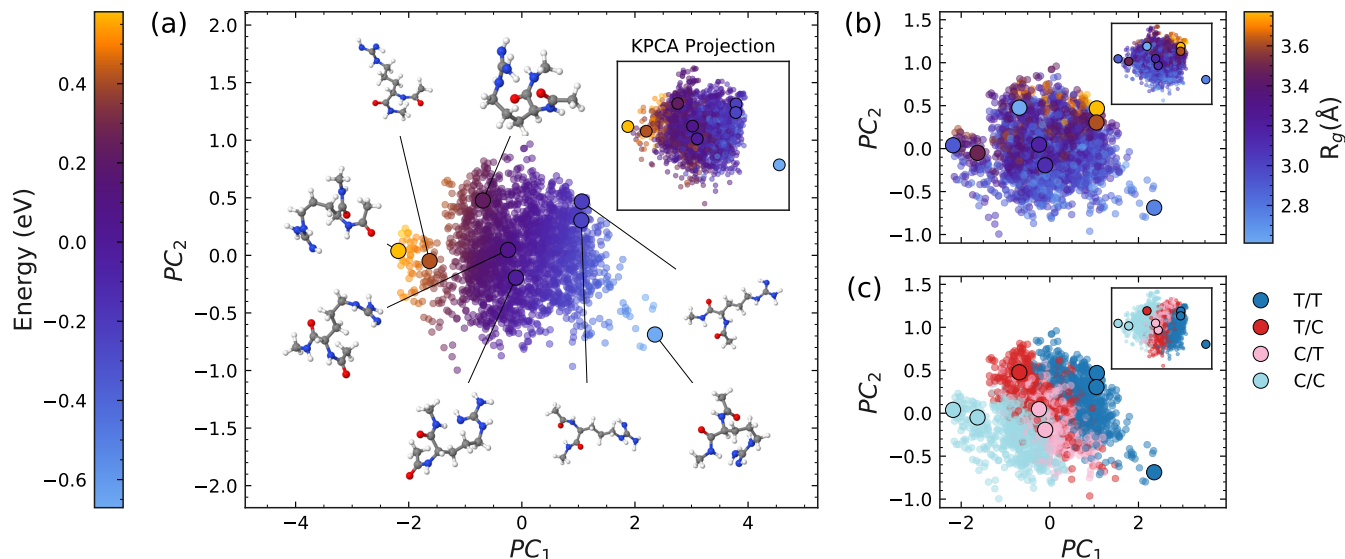 Energy (eV)
0.4
0.2
0.0
−0.2
−0.4
−0.6
(a)
PC₂
2.0
1.5
1.0
0.5
0.0
−0.5
−1.0
−1.5
−2.0
KPCA Projection
−4
−2
0
2
4
PC₁
(b)
PC₂
1.5
1.0
0.5
0.0
−0.5
−1.0
R_g(Å)
3.6
3.4
3.2
3.0
2.8
(c)
PC₂
1.5
1.0
0.5
0.0
−0.5
−1.0
−2
0
2
PC₁
T/T
T/C
C/T
C/C